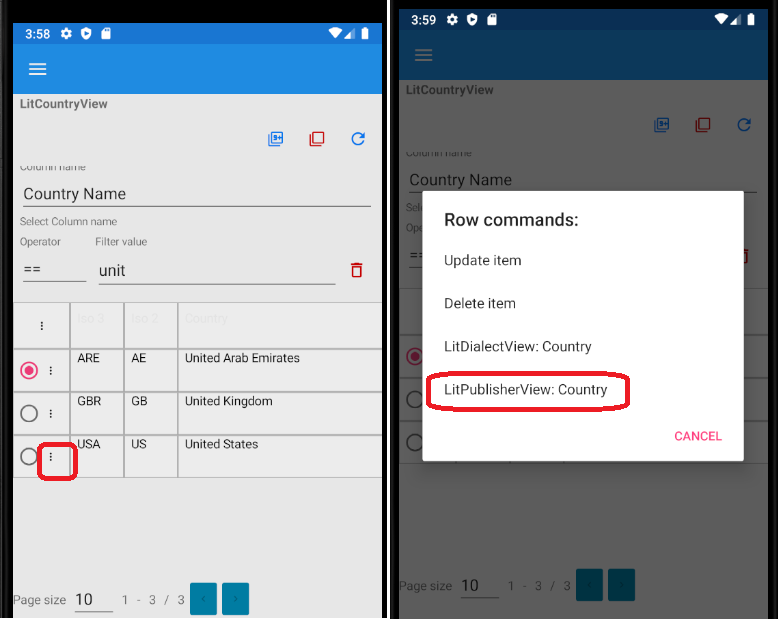 3:58
LitCountryView
Column name
Country Name
Select Column name
Operator Filter value
== unit
Iso 3 Iso 2 Country
ARE AE United Arab Emirates
GBR GB United Kingdom
USA US United States
Page size 10 1 - 3 / 3
3:59
LitCountryView
Column name
Country Name
Sel
Ope
==
Row commands:
Update item
Delete item
LitDialectView: Country
LitPublisherView: Country
CANCEL
Page size 10 1 - 3 / 3